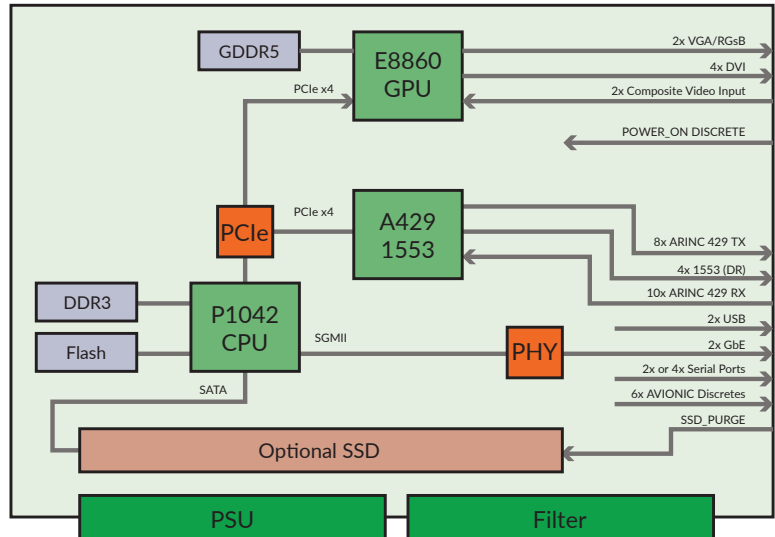 GDDR5
E8860
GPU
2x VGA/RGsB
4x DVI
PCIe x4
2x Composite Video Input
POWER_ON DISCRETE
PCIe
PCIe x4
A429
1553
8x ARINC 429 TX
4x 1553 (DR)
10x ARINC 429 RX
DDR3
P1042
CPU
2x USB
Flash
SGMII
PHY
2x GbE
SATA
2x or 4x Serial Ports
6x AVIONIC Discretes
SSD_PURGE
Optional SSD
PSU
Filter